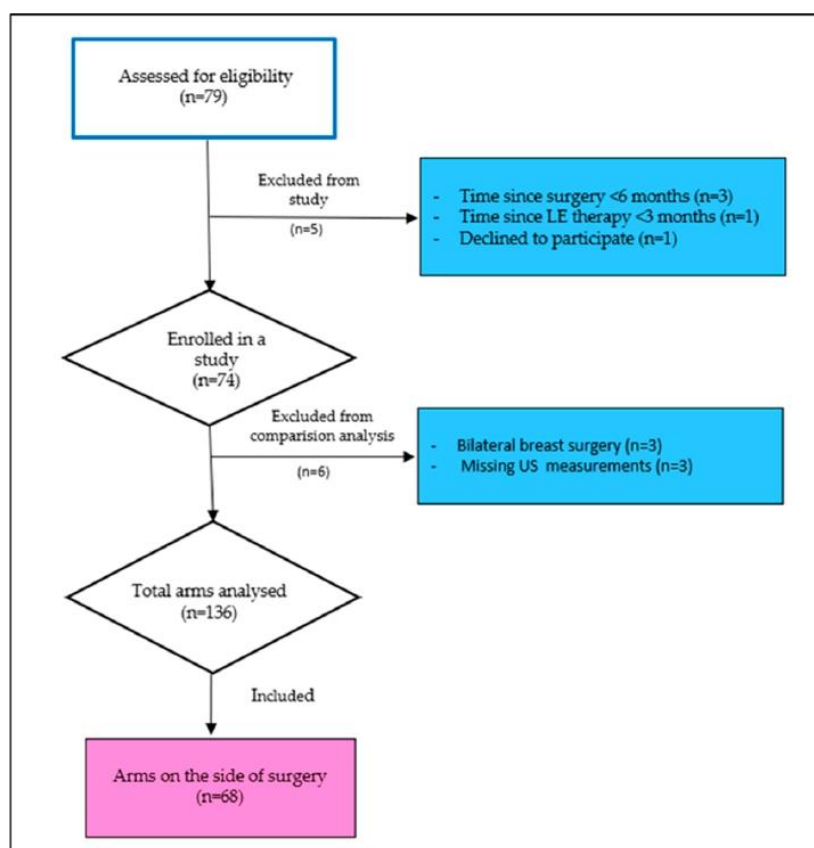 Assessed for eligibility
(n=79)
Excluded from
study
(n=5)
- Time since surgery <6 months (n=3)
- Time since LE therapy <3 months (n=1)
- Declined to participate (n=1)
Enrolled in a
study
(n=74)
Excluded from
comparision analysis
(n=6)
- Bilateral breast surgery (n=3)
- Missing US measurements (n=3)
Total arms analysed
(n=136)
Included
Arms on the side of surgery
(n=68)